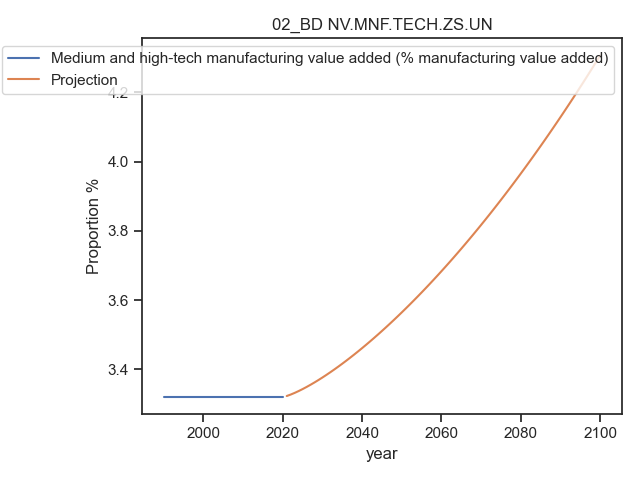 02_BD NV.MNF.TECH.ZS.UN
Medium and high-tech manufacturing value added (% manufacturing value added)
Projection
4.2
4.0
3.8
3.6
3.4
Proportion %
2000 2020 2040 2060 2080 2100
year